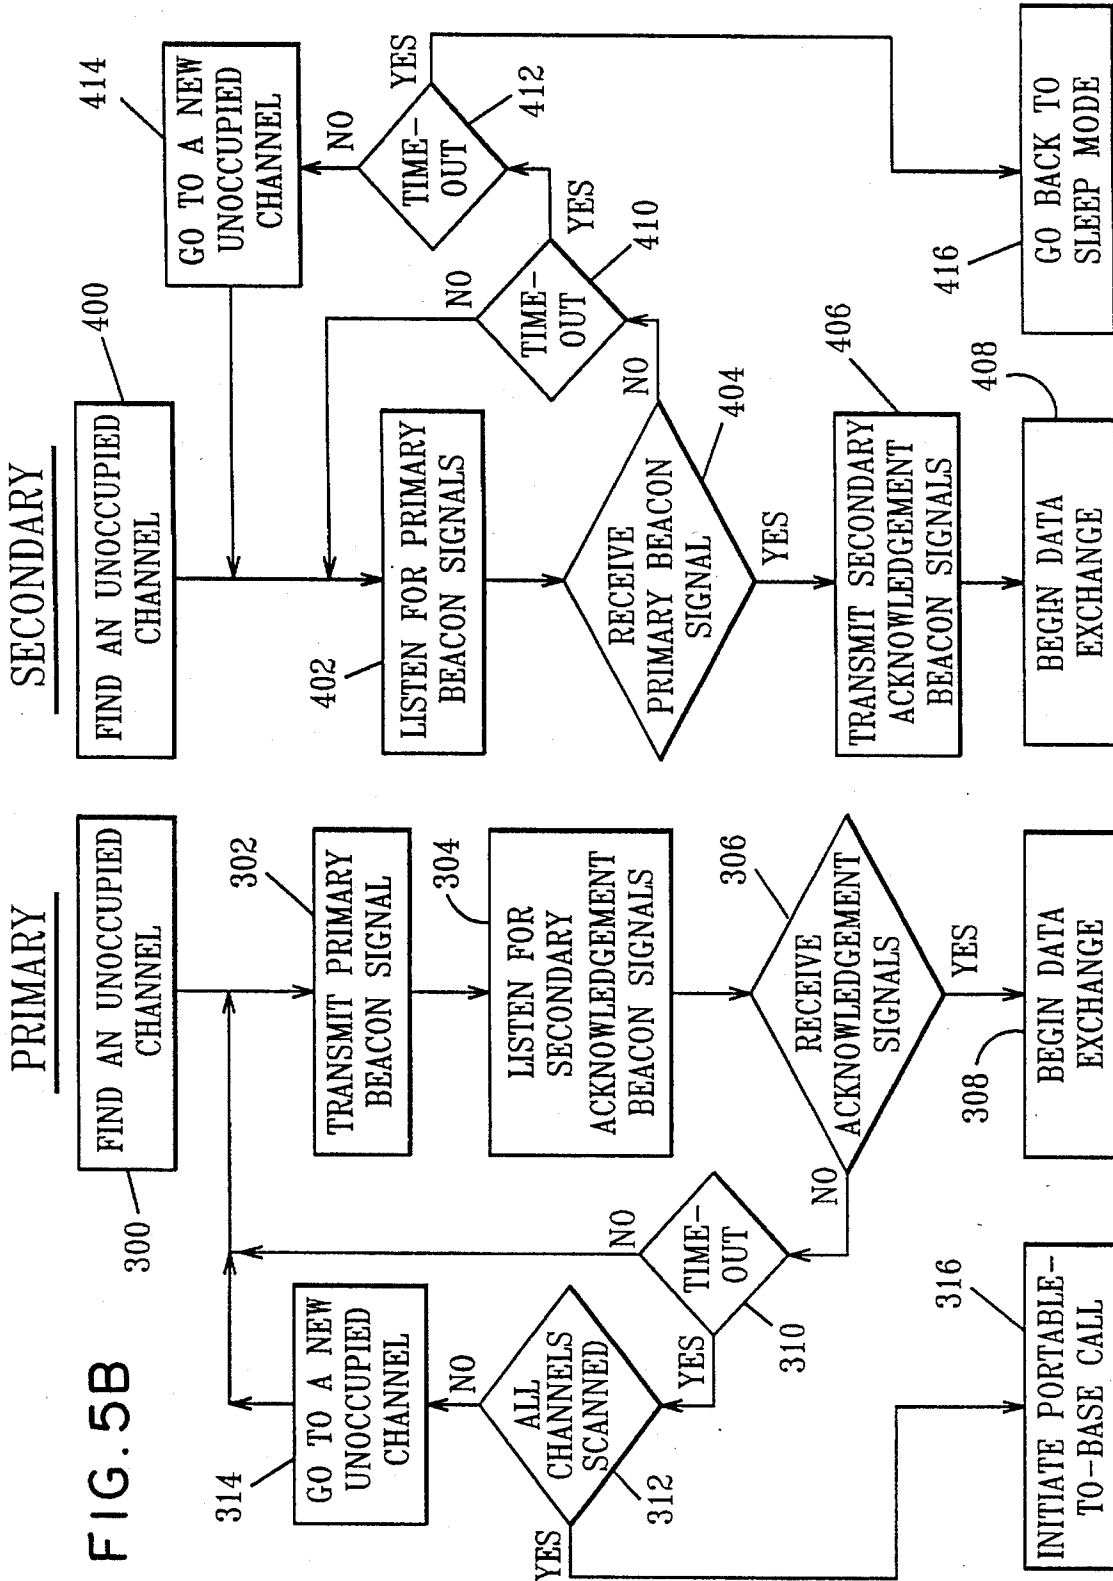 FIG. 5B
PRIMARY
FIND AN UNOCCUPIED
CHANNEL
300
TRANSMIT PRIMARY
BEACON SIGNAL
302
LISTEN FOR
SECONDARY
ACKNOWLEDGEMENT
BEACON SIGNALS
304
RECEIVE
ACKNOWLEDGEMENT
SIGNALS
306
YES
NO
BEGIN DATA
EXCHANGE
308
TIME-
OUT
310
NO
YES
ALL
CHANNELS
SCANNED
312
NO
YES
GO TO A NEW
UNOCCUPIED
CHANNEL
314
INITIATE PORTABLE-
TO-BASE CALL
316
SECONDARY
FIND AN UNOCCUPIED
CHANNEL
400
LISTEN FOR PRIMARY
BEACON SIGNALS
402
RECEIVE
PRIMARY BEACON
SIGNAL
404
YES
NO
TRANSMIT SECONDARY
ACKNOWLEDGEMENT
BEACON SIGNALS
406
BEGIN DATA
EXCHANGE
408
TIME-
OUT
410
NO
YES
TIME-
OUT
412
NO
YES
GO TO A NEW
UNOCCUPIED
CHANNEL
414
GO BACK TO
SLEEP MODE
416